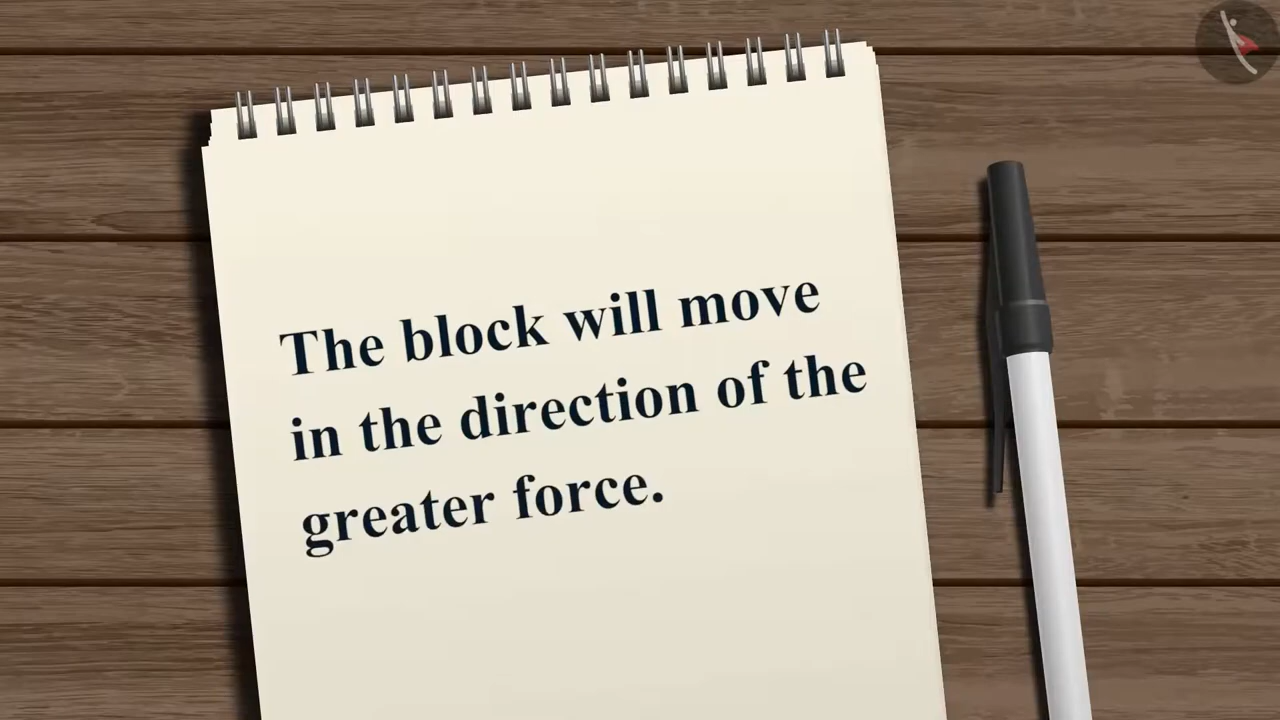 The block will move
in the direction of the
greater force.